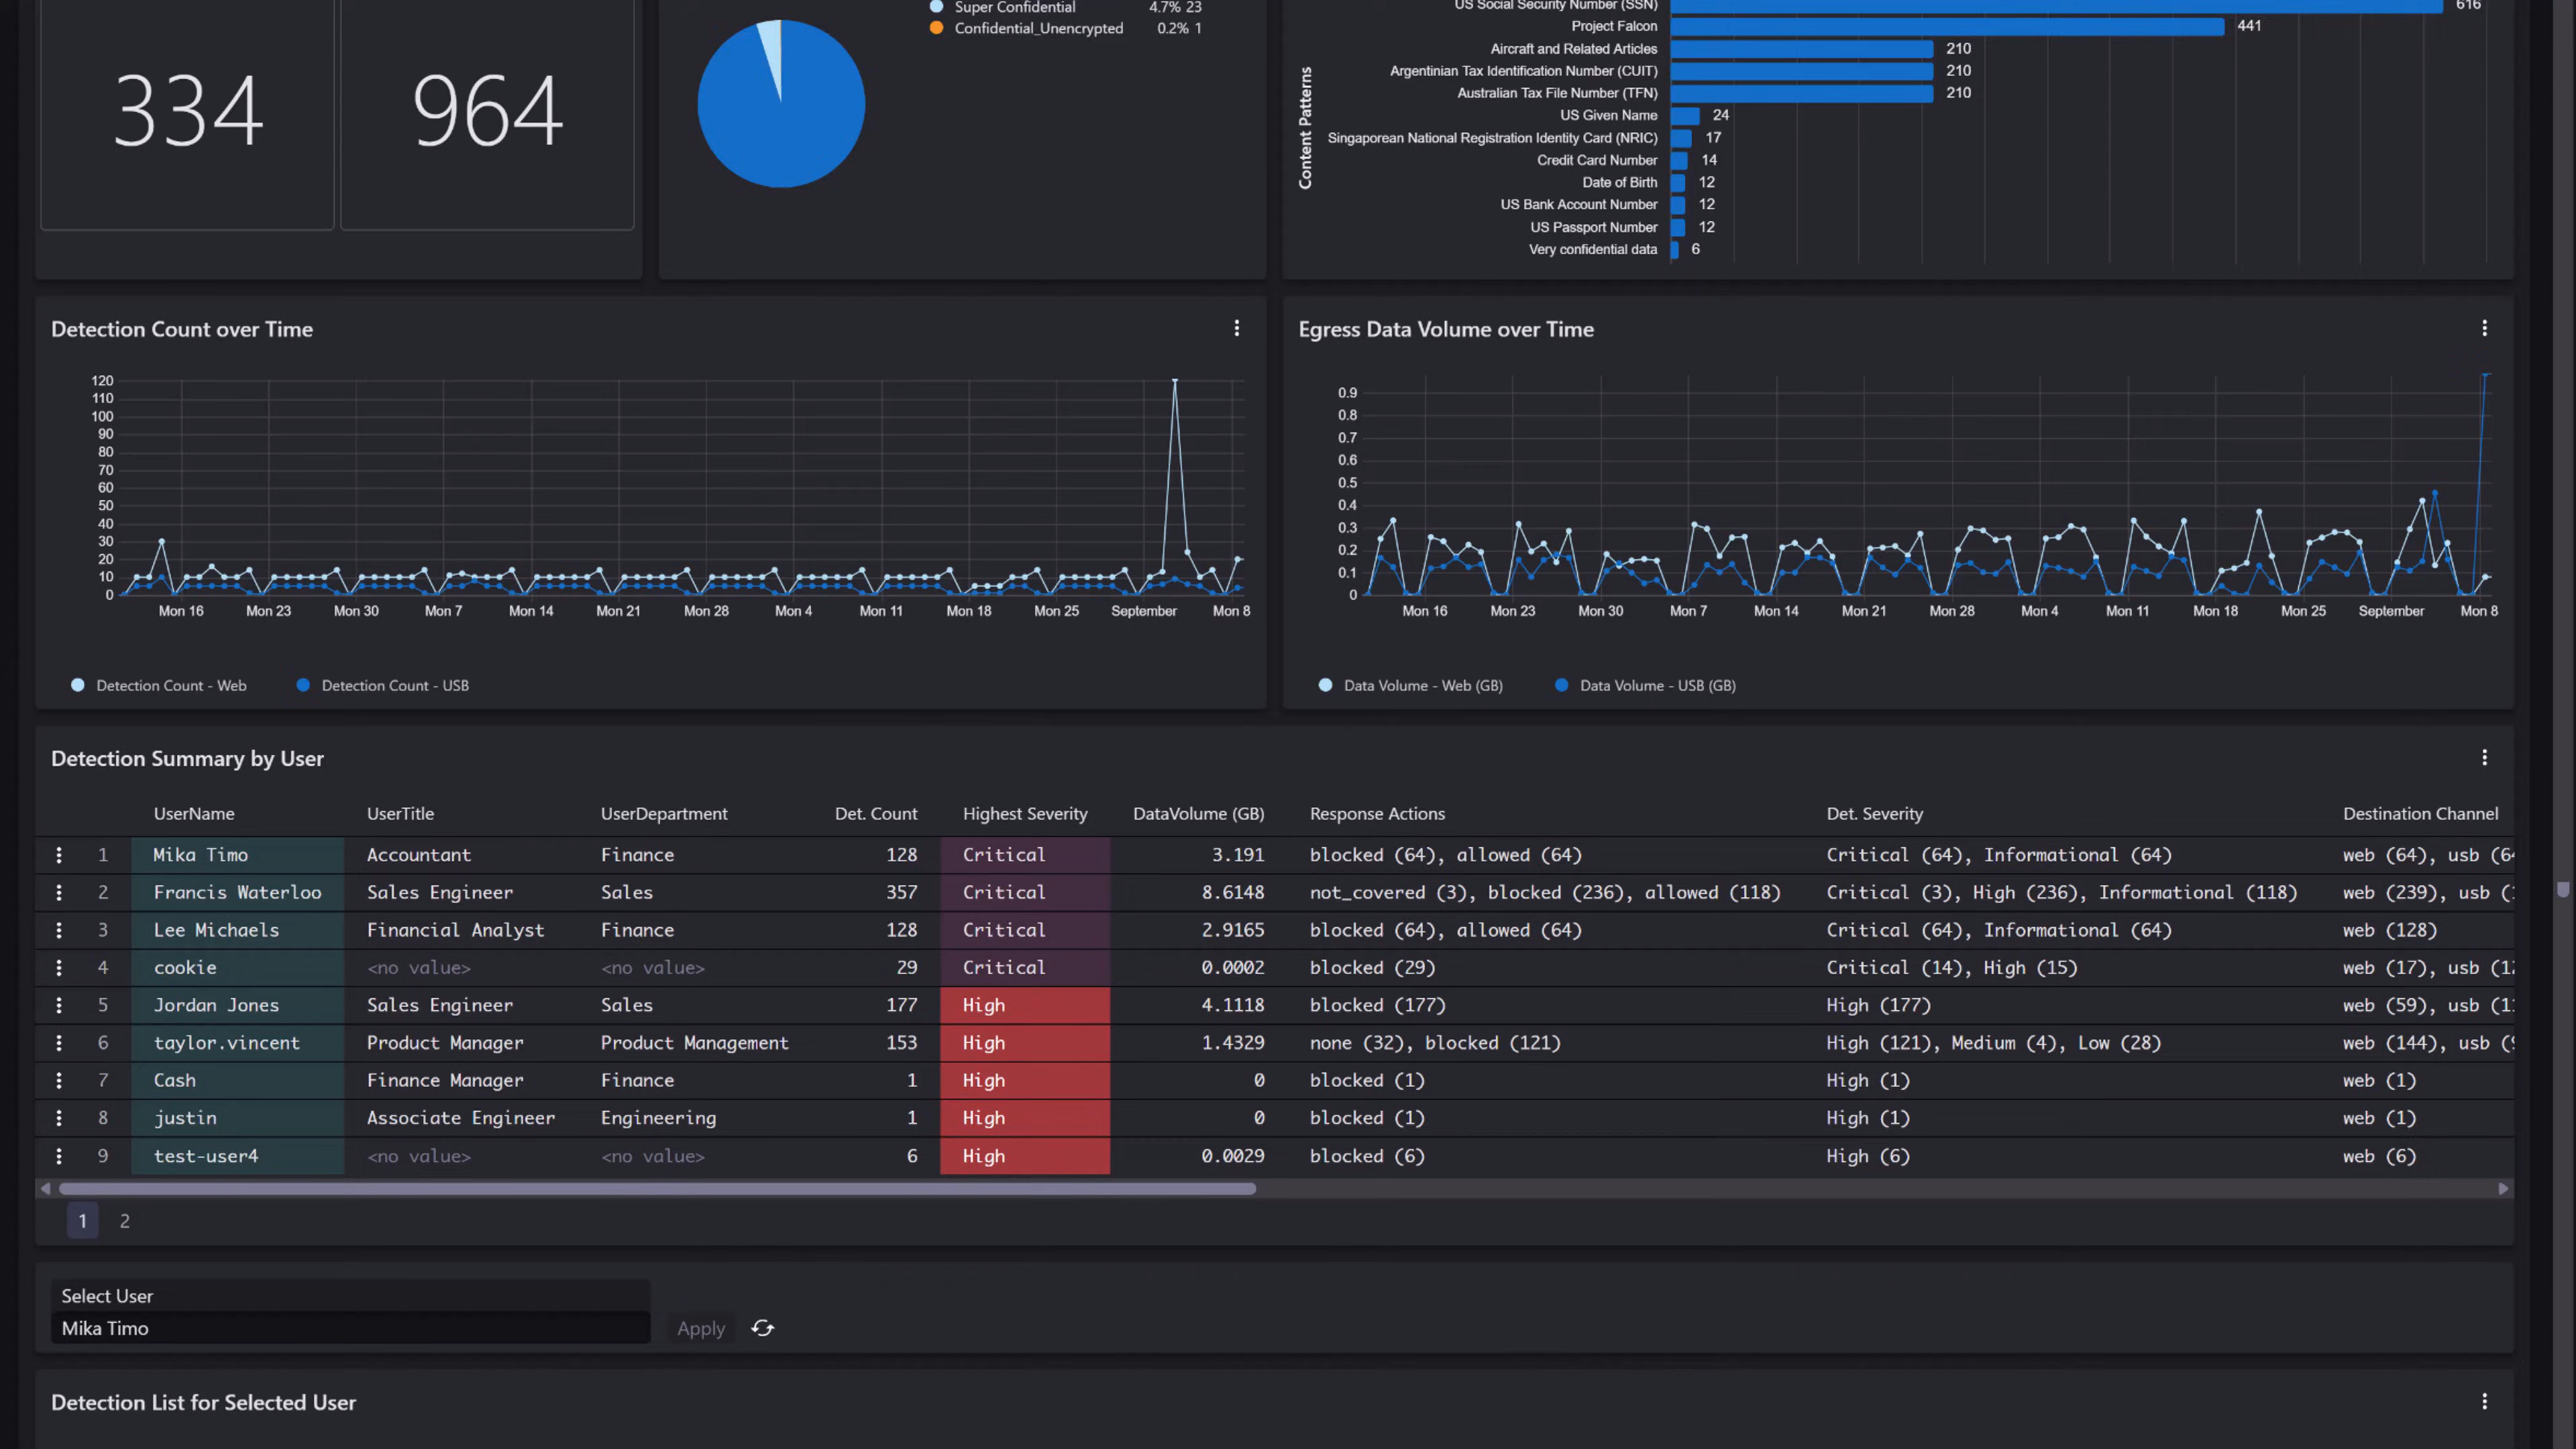 334
964
Super Confidential 4.7% 23
Confidential_Unencrypted 0.2% 1
Content Patterns
US Social Security Number (SSN) 616
Project Falcon 441
Aircraft and Related Articles 210
Argentinian Tax Identification Number (CUIT) 210
Australian Tax File Number (TFN) 210
US Given Name 24
Singaporean National Registration Identity Card (NRIC) 17
Credit Card Number 14
Date of Birth 12
US Bank Account Number 12
US Passport Number 12
Very confidential data 6
Detection Count over Time
120
110
100
90
80
70
60
50
40
30
20
10
0
Mon 16 Mon 23 Mon 30 Mon 7 Mon 14 Mon 21 Mon 28 Mon 4 Mon 11 Mon 18 Mon 25 September Mon 8
Detection Count - Web Detection Count - USB
Egress Data Volume over Time
0.9
0.8
0.7
0.6
0.5
0.4
0.3
0.2
0.1
0
Mon 16 Mon 23 Mon 30 Mon 7 Mon 14 Mon 21 Mon 28 Mon 4 Mon 11 Mon 18 Mon 25 September Mon 8
Data Volume - Web (GB) Data Volume - USB (GB)
Detection Summary by User
UserName UserTitle UserDepartment Det. Count Highest Severity DataVolume (GB) Response Actions Det. Severity Destination Channel
1 Mika Timo Accountant Finance 128 Critical 3.191 blocked (64), allowed (64) Critical (64), Informational (64) web (64), usb (64
2 Francis Waterloo Sales Engineer Sales 357 Critical 8.6148 not_covered (3), blocked (236), allowed (118) Critical (3), High (236), Informational (118) web (239), usb (1
3 Lee Michaels Financial Analyst Finance 128 Critical 2.9165 blocked (64), allowed (64) Critical (64), Informational (64) web (128)
4 cookie <no value> <no value> 29 Critical 0.0002 blocked (29) Critical (14), High (15) web (17), usb (12
5 Jordan Jones Sales Engineer Sales 177 High 4.1118 blocked (177) High (177) web (59), usb (11
6 taylor.vincent Product Manager Product Management 153 High 1.4329 none (32), blocked (121) High (121), Medium (4), Low (28) web (144), usb (9
7 Cash Finance Manager Finance 1 High 0 blocked (1) High (1) web (1)
8 justin Associate Engineer Engineering 1 High 0 blocked (1) High (1) web (1)
9 test-user4 <no value> <no value> 6 High 0.0029 blocked (6) High (6) web (6)
1 2
Select User
Mika Timo Apply
Detection List for Selected User